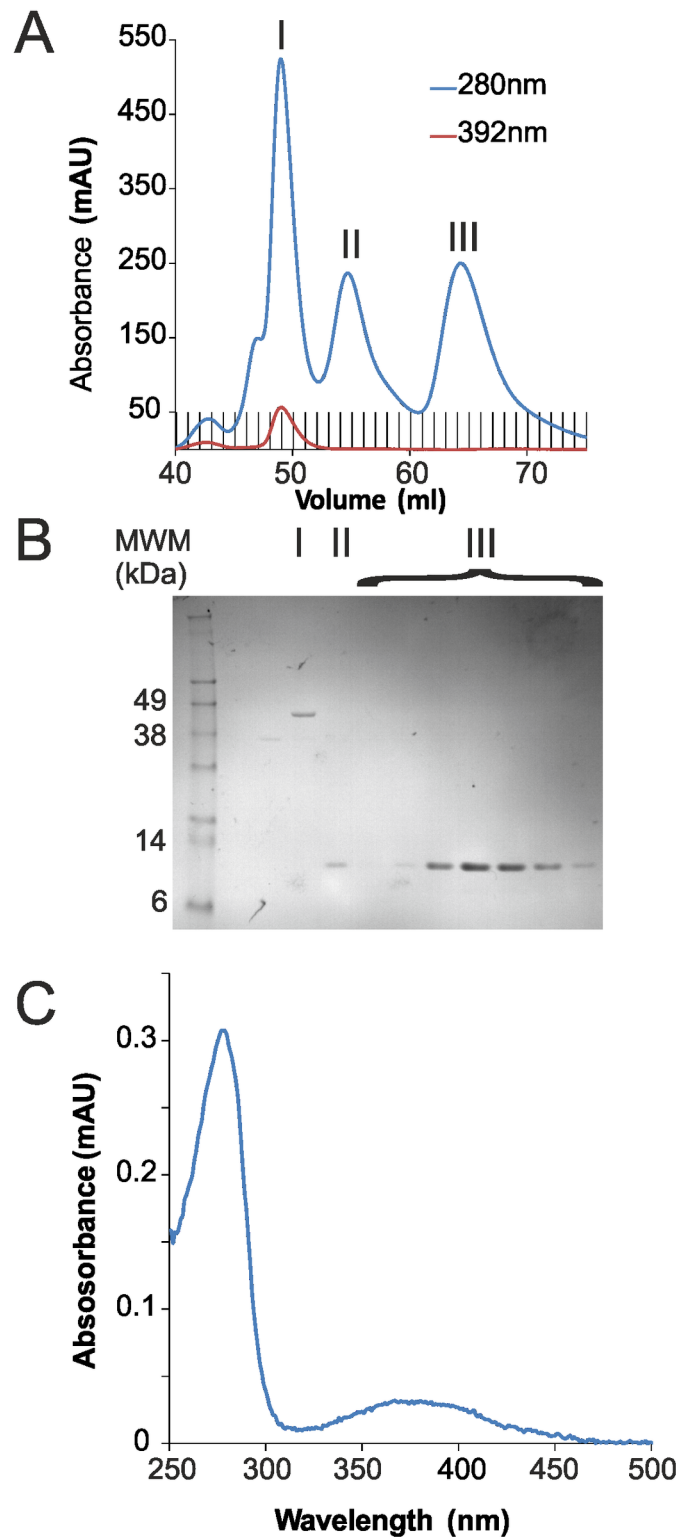 A
I
II
III
280nm
392nm
550
450
350
250
150
50
Absorbance (mAU)
40
50
60
70
Volume (ml)
B
MWM
(kDa)
I
II
III
49
38
14
6
C
0.3
0.2
0.1
0
Absosorbance (mAU)
250
300
350
400
450
500
Wavelength (nm)